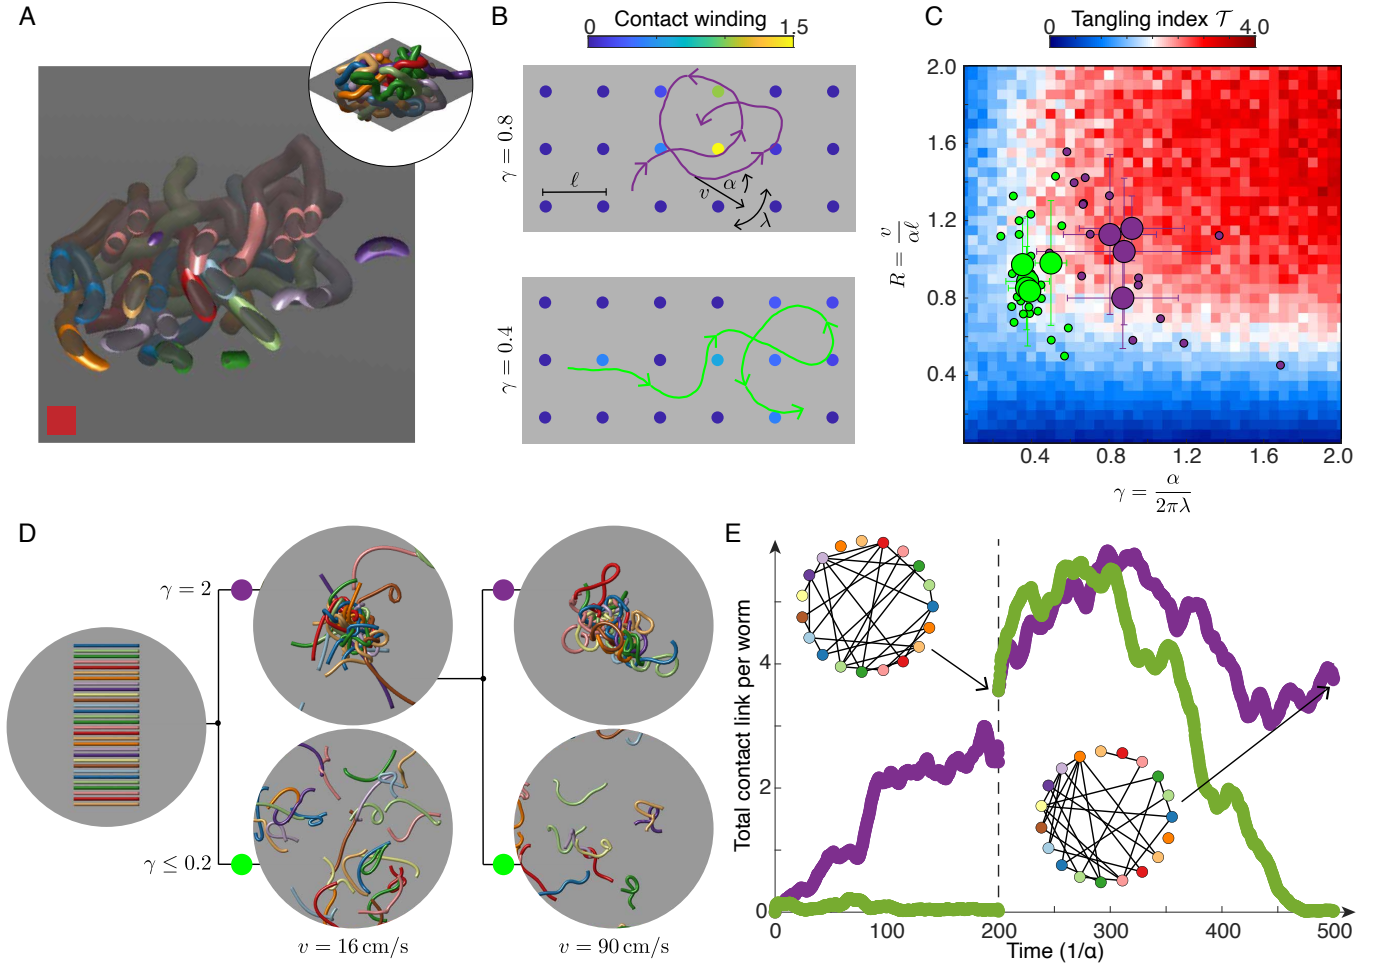 A
B
Contact winding
0
1.5
γ = 0.8
ℓ
v
α
λ
γ = 0.4
C
Tangling index 𝒯
0
4.0
2.0
1.6
1.2
0.8
0.4
R = v/αℓ
0.4
0.8
1.2
1.6
2.0
γ = α/2πλ
D
γ = 2
γ ≤ 0.2
v = 16 cm/s
v = 90 cm/s
E
Total contact link per worm
4
2
0
0
100
200
300
400
500
Time (1/α)